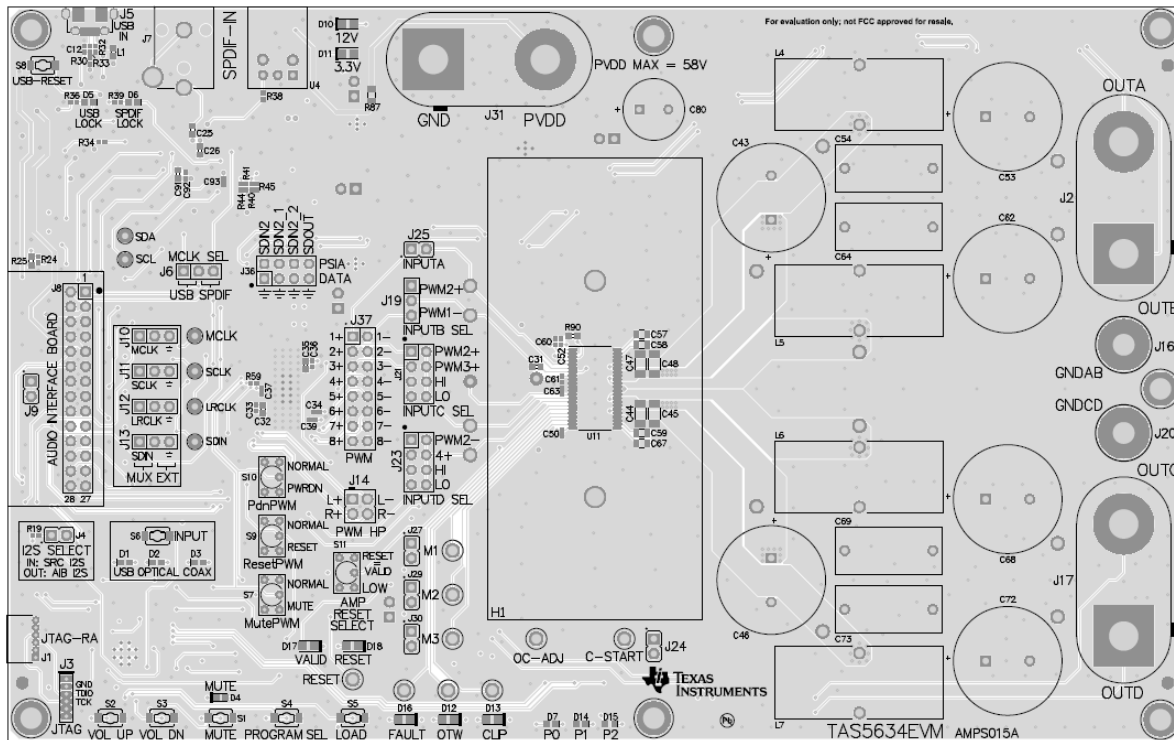 For evaluation only; not FCC approved for resale.
J5
USB
IN
C12
R32
R30
R33
L1
J7
S8
USB-RESET
SPDIF-IN
U4
D10
12V
D11
3.3V
R36
D5
R39
D6
USB
LOCK
SPDIF
LOCK
R38
R87
GND
J31
PVDD
PVDD MAX = 58V
C80
L4
OUTA
R34
C25
C26
C43
C54
C53
C91
C92
C93
R41
R45
R44
R40
J2
SDIN2
SDIN2_1
SDIN2_2
SDOUT
J25
INPUTA
C62
C64
SDA
SCL
MCLK SEL
J6
USB SPDIF
J36
PSIA
DATA
R25
R24
J8
1
AUDIO INTERFACE BOARD
28 27
J9
J19
PWM2+
PWM1-
INPUTB SEL
OUTB
L5
J10
MCLK
MCLK
J11
SCLK
SCLK
J12
LRCLK
LRCLK
J13
SDIN
SDIN
MUX EXT
J37
1+ 1-
2+ 2-
3+ 3-
4+ 4-
5+ 5-
6+ 6-
7+ 7-
8+ 8-
PWM
C35
C36
R59
C37
C33
C32
C34
C39
J21
PWM2+
PWM3+
HI
LO
INPUTC SEL
J23
PWM2-
4+
HI
LO
INPUTD SEL
R90
C60
C52
C31
C61
C63
C50
U11
C57
C58
C47
C48
C44
C45
C59
C67
J16
GNDAB
GNDCD
J20
L6
OUTC
S10
NORMAL
PWRDN
PdnPWM
J14
L+ L-
R+ R-
PWM HP
S9
NORMAL
RESET
ResetPWM
S7
NORMAL
MUTE
MutePWM
S11
RESET
=
VALID
LOW
AMP
RESET
SELECT
J27
M1
J29
M2
J30
M3
R19
J4
I2S SELECT
IN: SRC I2S
OUT: AIB I2S
S6
INPUT
D1 D2 D3
USB OPTICAL COAX
H1
C46
C69
C68
C73
C72
J17
OUTD
L7
JTAG-RA
J1
J3
GND
TDIO
TCK
JTAG
D17
VALID
D18
RESET
RESET
OC-ADJ
C-START
J24
TEXAS
INSTRUMENTS
MUTE
D4
S2
VOL UP
S3
VOL DN
S1
MUTE
S4
PROGRAM SEL
S5
LOAD
D16
FAULT
D12
OTW
D13
CLIP
D7
P0
D14
P1
D15
P2
Pb
TAS5634EVM
AMPS015A